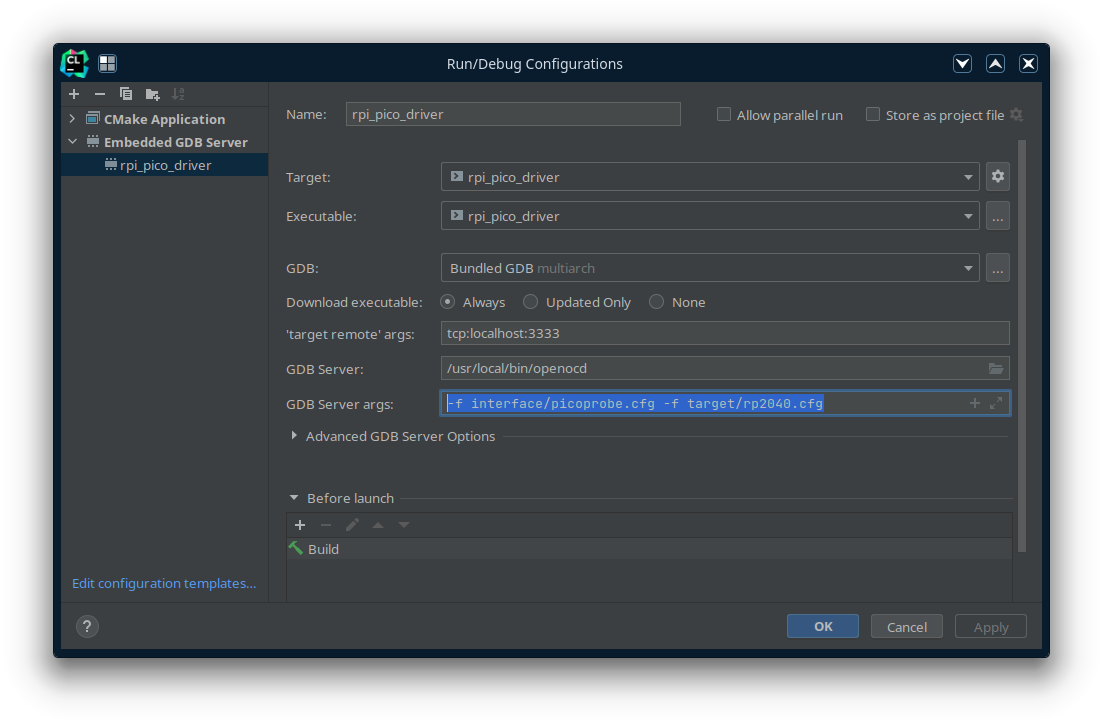 CL
Run/Debug Configurations
CMake Application
Embedded GDB Server
rpi_pico_driver
Edit configuration templates...
Name: rpi_pico_driver Allow parallel run Store as project file
Target: rpi_pico_driver
Executable: rpi_pico_driver ...
GDB: Bundled GDB multiarch ...
Download executable: Always Updated Only None
'target remote' args: tcp:localhost:3333
GDB Server: /usr/local/bin/openocd
GDB Server args: -f interface/picoprobe.cfg -f target/rp2040.cfg
Advanced GDB Server Options
Before launch
Build
? OK Cancel Apply